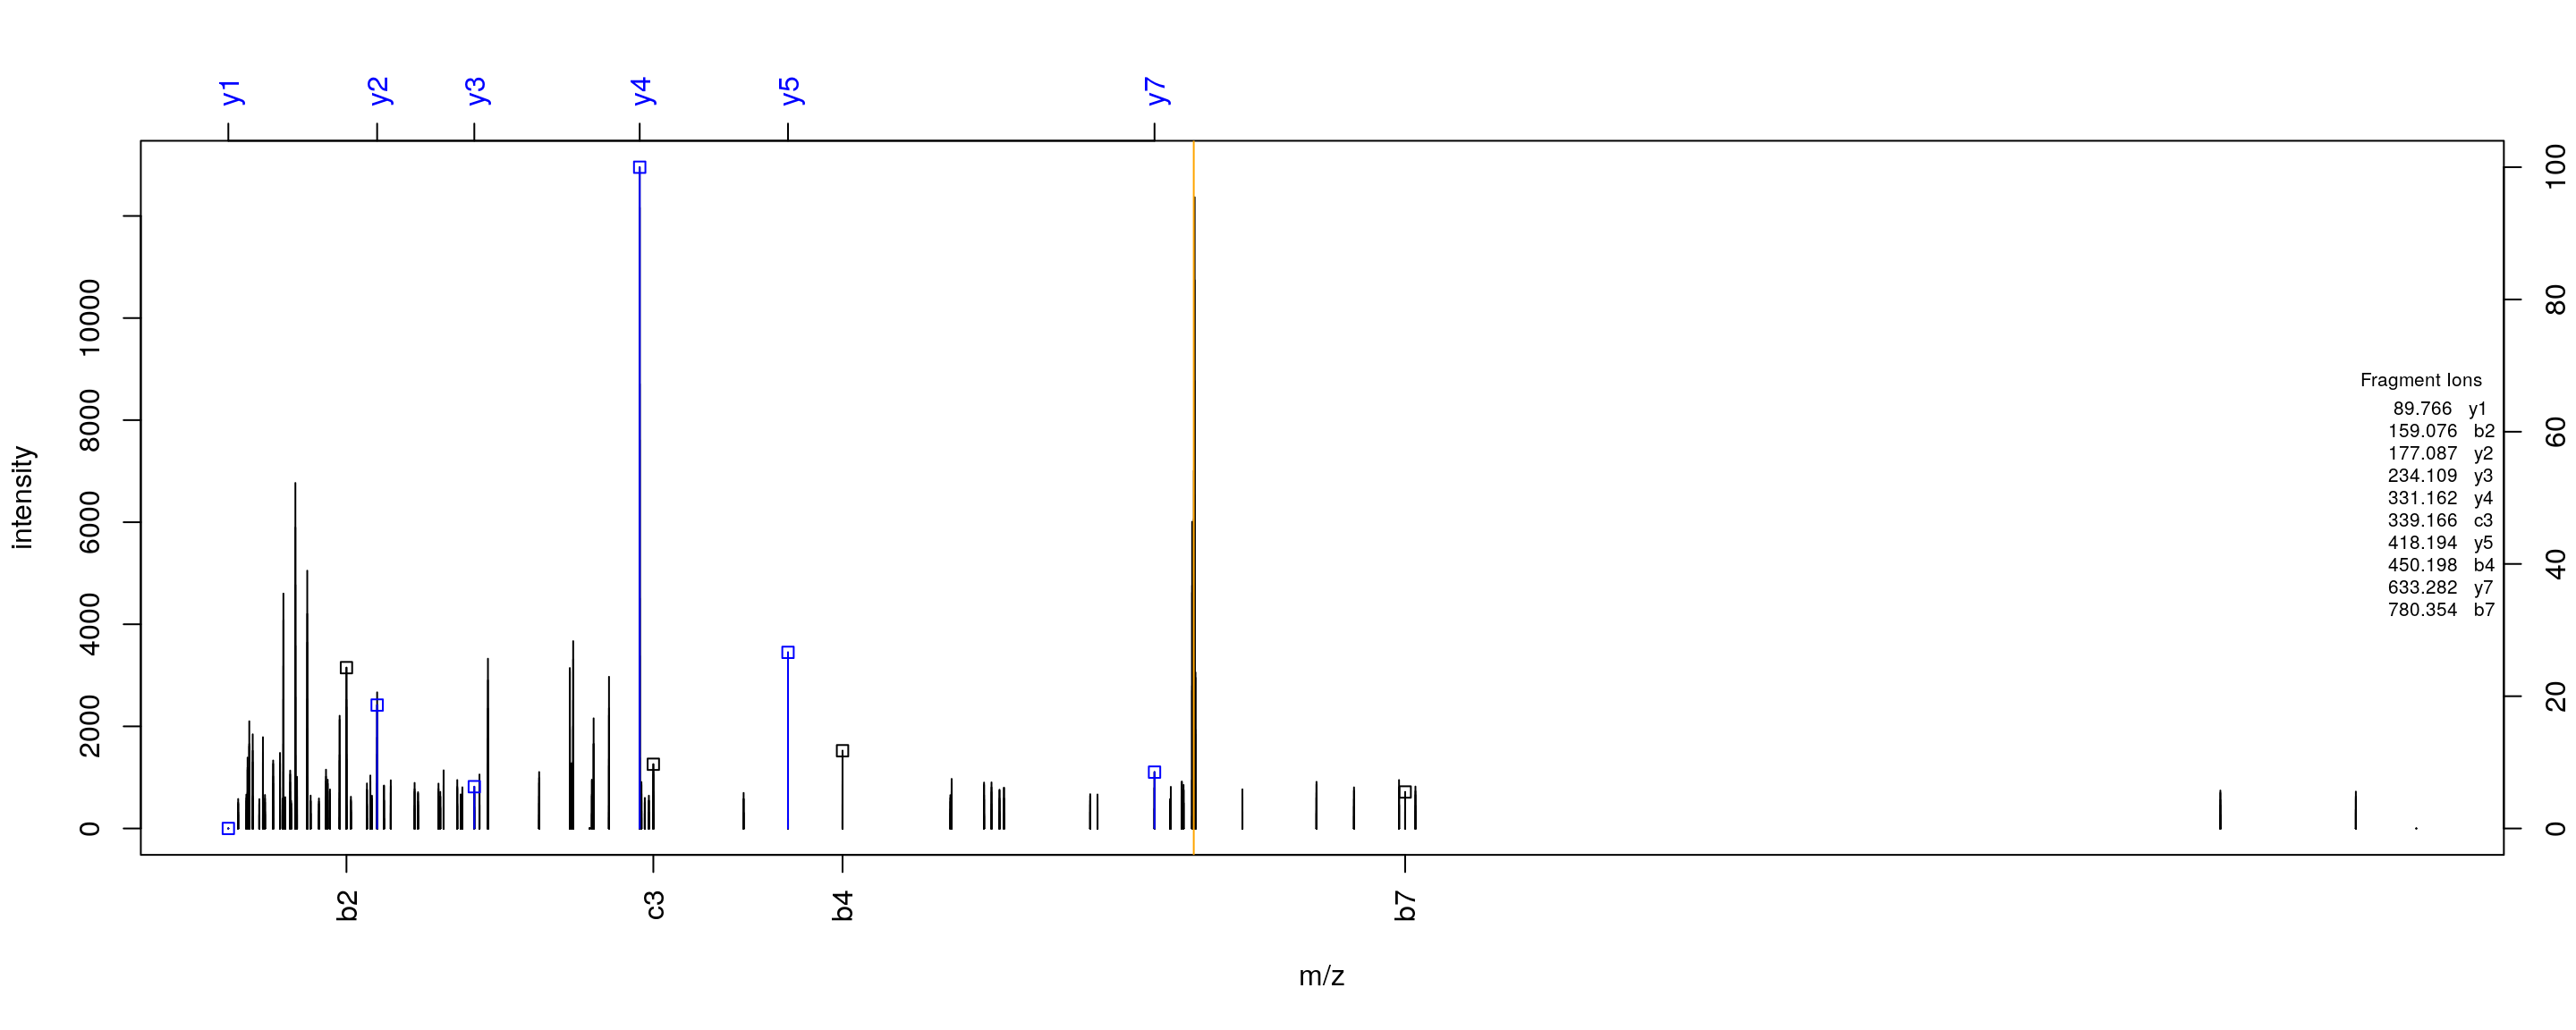 y1 y2 y3 y4 y5 y7
intensity
0 2000 4000 6000 8000 10000
0 20 40 60 80 100
Fragment Ions
89.766 y1
159.076 b2
177.087 y2
234.109 y3
331.162 y4
339.166 c3
418.194 y5
450.198 b4
633.282 y7
780.354 b7
b2 c3 b4 b7
m/z